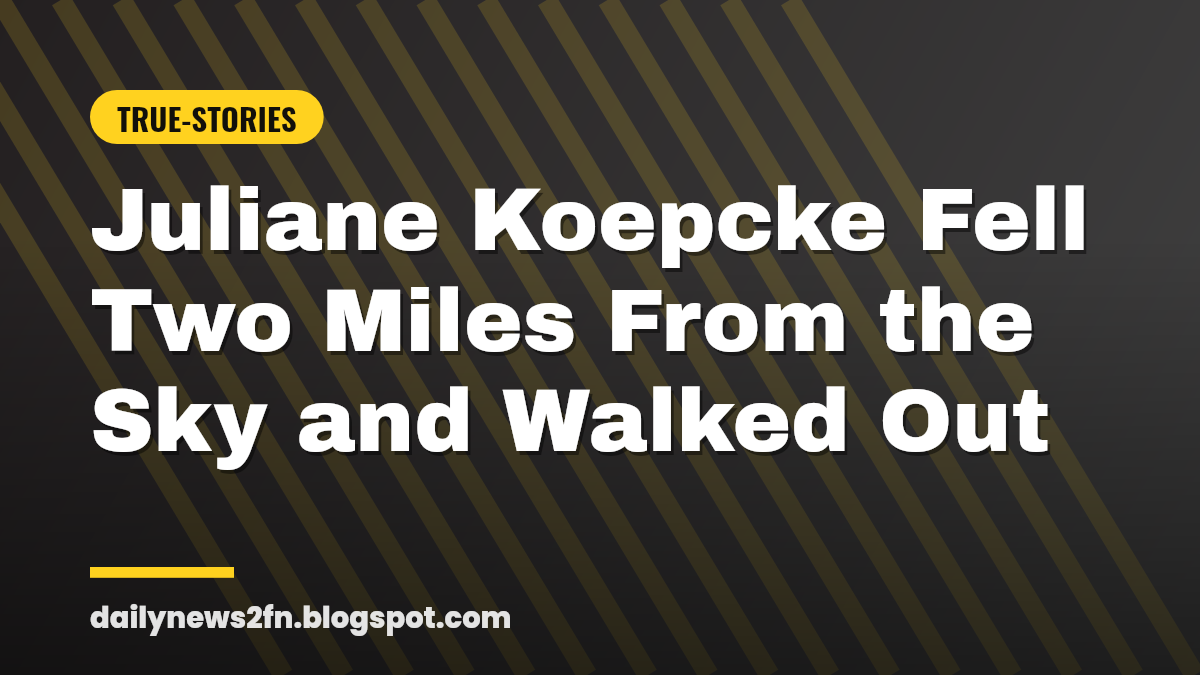 TRUE-STORIES
Juliane Koepcke Fell
Two Miles From the
Sky and Walked Out
dailynews2fn.blogspot.com